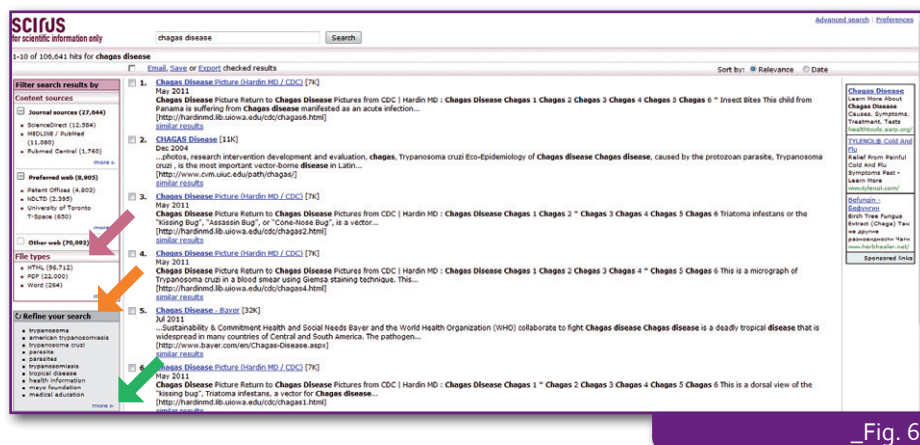 SCIRUS
for scientific information only
chagas disease
Search
Advanced search | Preferences
1-10 of 106,641 hits for chagas disease
Email, Save or Export checked results
Sort by: Relevance Date
Filter search results by
Content sources
Journal sources (27,644)
ScienceDirect (12,584)
MEDLINE / PubMed
(11,080)
Pubmed Central (1,760)
more »
Preferred web (8,905)
Patent Offices (4,803)
NDLTD (2,395)
University of Toronto
T-Space (650)
more
Other web (70,092)
File types
HTML (96,712)
PDF (22,000)
Word (264)
Refine your search
trypanosoma
american trypanosomiasis
trypanosoma cruzi
parasite
parasites
trypanosomiasis
tropical disease
health information
mayo foundation
medical education
more »
1. Chagas Disease Picture (Hardin MD / CDC) [7K]
May 2011
Chagas Disease Picture Return to Chagas Disease Pictures from CDC | Hardin MD : Chagas Disease Chagas 1 Chagas 2 Chagas 3 Chagas 4 Chagas 5 Chagas 6 " Insect Bites This child from
Panama is suffering from Chagas disease manifested as an acute infection...
[http://hardinmd.lib.uiowa.edu/cdc/chagas6.html]
similar results
2. CHAGAS Disease [11K]
Dec 2004
...photos, research intervention development and evaluation, chagas, Trypanosoma cruzi Eco-Epidemiology of Chagas disease Chagas disease, caused by the protozoan parasite, Trypanosoma
cruzi , is the most important vector-borne disease in Latin...
[http://www.cvm.uiuc.edu/path/chagas/]
similar results
3. Chagas Disease Picture (Hardin MD / CDC) [7K]
May 2011
Chagas Disease Picture Return to Chagas Disease Pictures from CDC | Hardin MD : Chagas Disease Chagas 1 Chagas 2 " Chagas 3 Chagas 4 Chagas 5 Chagas 6 Triatoma infestans or the
"Kissing Bug", "Assassin Bug", or "Cone-Nose Bug", is a vector...
[http://hardinmd.lib.uiowa.edu/cdc/chagas2.html]
similar results
4. Chagas Disease Picture (Hardin MD / CDC) [7K]
May 2011
Chagas Disease Picture Return to Chagas Disease Pictures from CDC | Hardin MD : Chagas Disease Chagas 1 Chagas 2 Chagas 3 Chagas 4 " Chagas 5 Chagas 6 This is a micrograph of
Trypanosoma cruzi in a blood smear using Giemsa staining technique. This...
[http://hardinmd.lib.uiowa.edu/cdc/chagas4.html]
similar results
5. Chagas Disease - Bayer [32K]
Jul 2011
...Sustainability & Commitment Health and Social Needs Bayer and the World Health Organization (WHO) collaborate to fight Chagas disease Chagas disease is a deadly tropical disease that is
widespread in many countries of Central and South America. The pathogen...
[http://www.bayer.com/en/Chagas-Disease.aspx]
similar results
6. Chagas Disease Picture (Hardin MD / CDC) [7K]
May 2011
Chagas Disease Picture Return to Chagas Disease Pictures from CDC | Hardin MD : Chagas Disease Chagas 1 " Chagas 2 Chagas 3 Chagas 4 Chagas 5 Chagas 6 This is a dorsal view of the
"kissing bug", Triatoma infestans, a vector for Chagas disease...
[http://hardinmd.lib.uiowa.edu/cdc/chagas1.html]
similar results
Chagas Disease
Learn More About
Chagas Disease
Causes, Symptoms,
Treatment, Tests
healthtools.aarp.org/
TYLENOL® Cold And
Flu
Relief From Painful
Cold And Flu
Symptoms Fast -
Learn More
www.tylenol.com/
Befungin -
Бефунгин
Birch Tree Fungus
Extract (Chaga) Так
же другие
разновидности Чаги
www.herbhealer.net/
Sponsored links
_Fig. 6